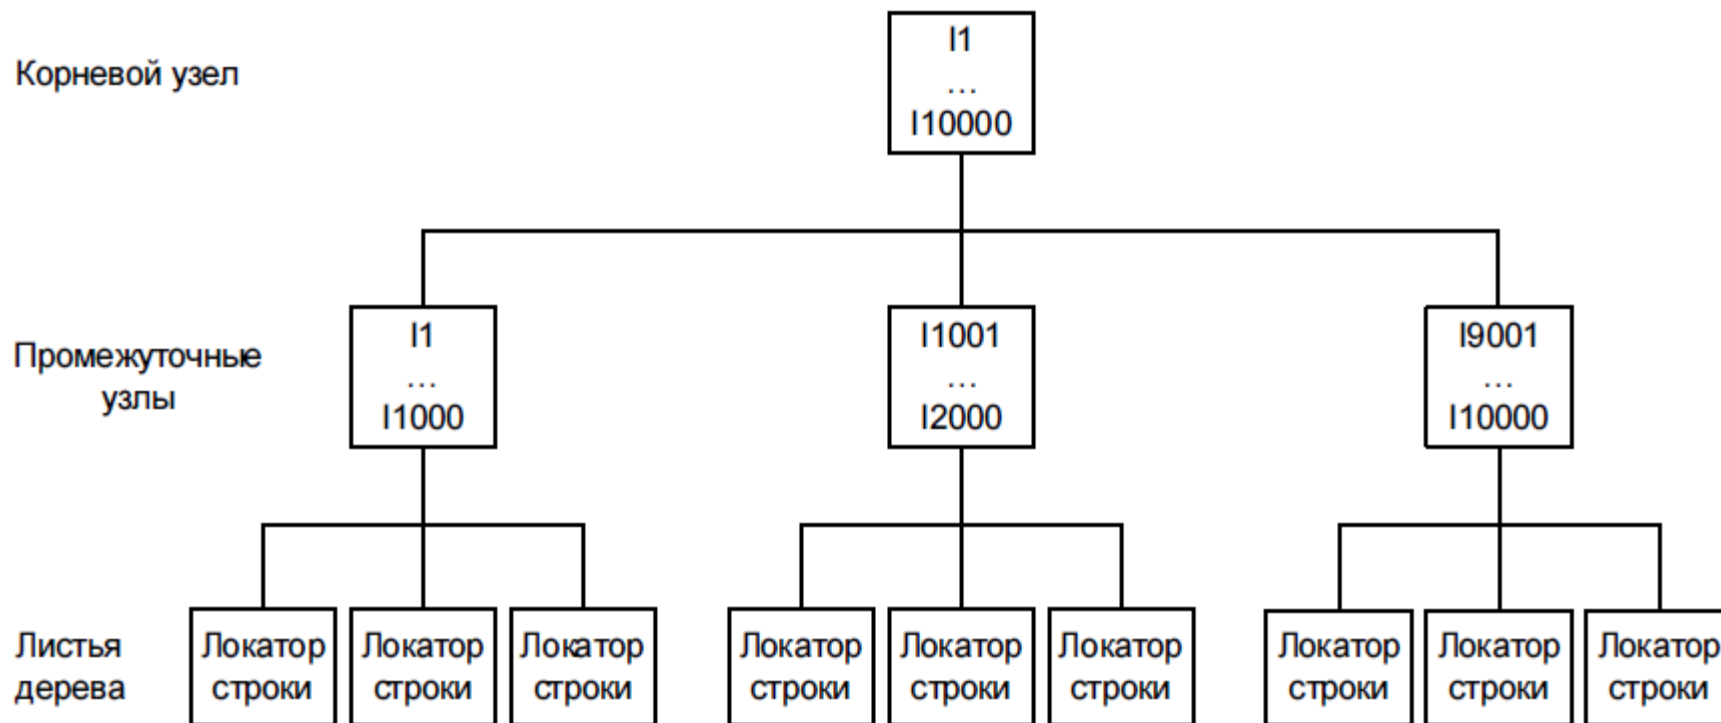 Корневой узел
I1
...
I10000
Промежуточные
узлы
I1
...
I1000
I1001
...
I2000
I9001
...
I10000
Листья
дерева
Локатор
строки
Локатор
строки
Локатор
строки
Локатор
строки
Локатор
строки
Локатор
строки
Локатор
строки
Локатор
строки
Локатор
строки